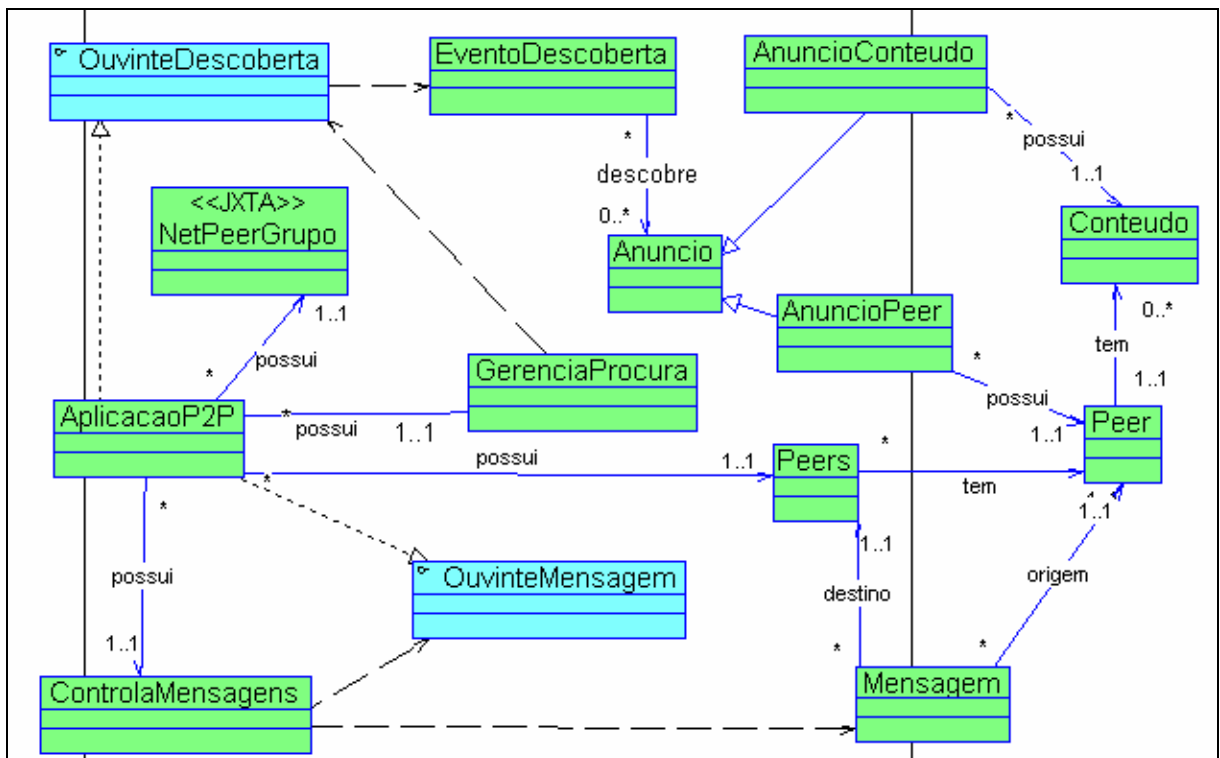 OuvinteDescoberta
EventoDescoberta
AnuncioConteudo
*
descobre
0..*
*
possui
1..1
<<JXTA>>
NetPeerGrupo
Anuncio
Conteudo
1..1
possui
*
AnuncioPeer
0..*
tem
1..1
GerenciaProcura
*
possui
1..1
AplicacaoP2P
*
possui
1..1
Peer
*
possui
1..1
Peers
*
tem
*
*
possui
1..1
OuvinteMensagem
1..1
destino
*
1..1
origem
*
ControlaMensagens
Mensagem